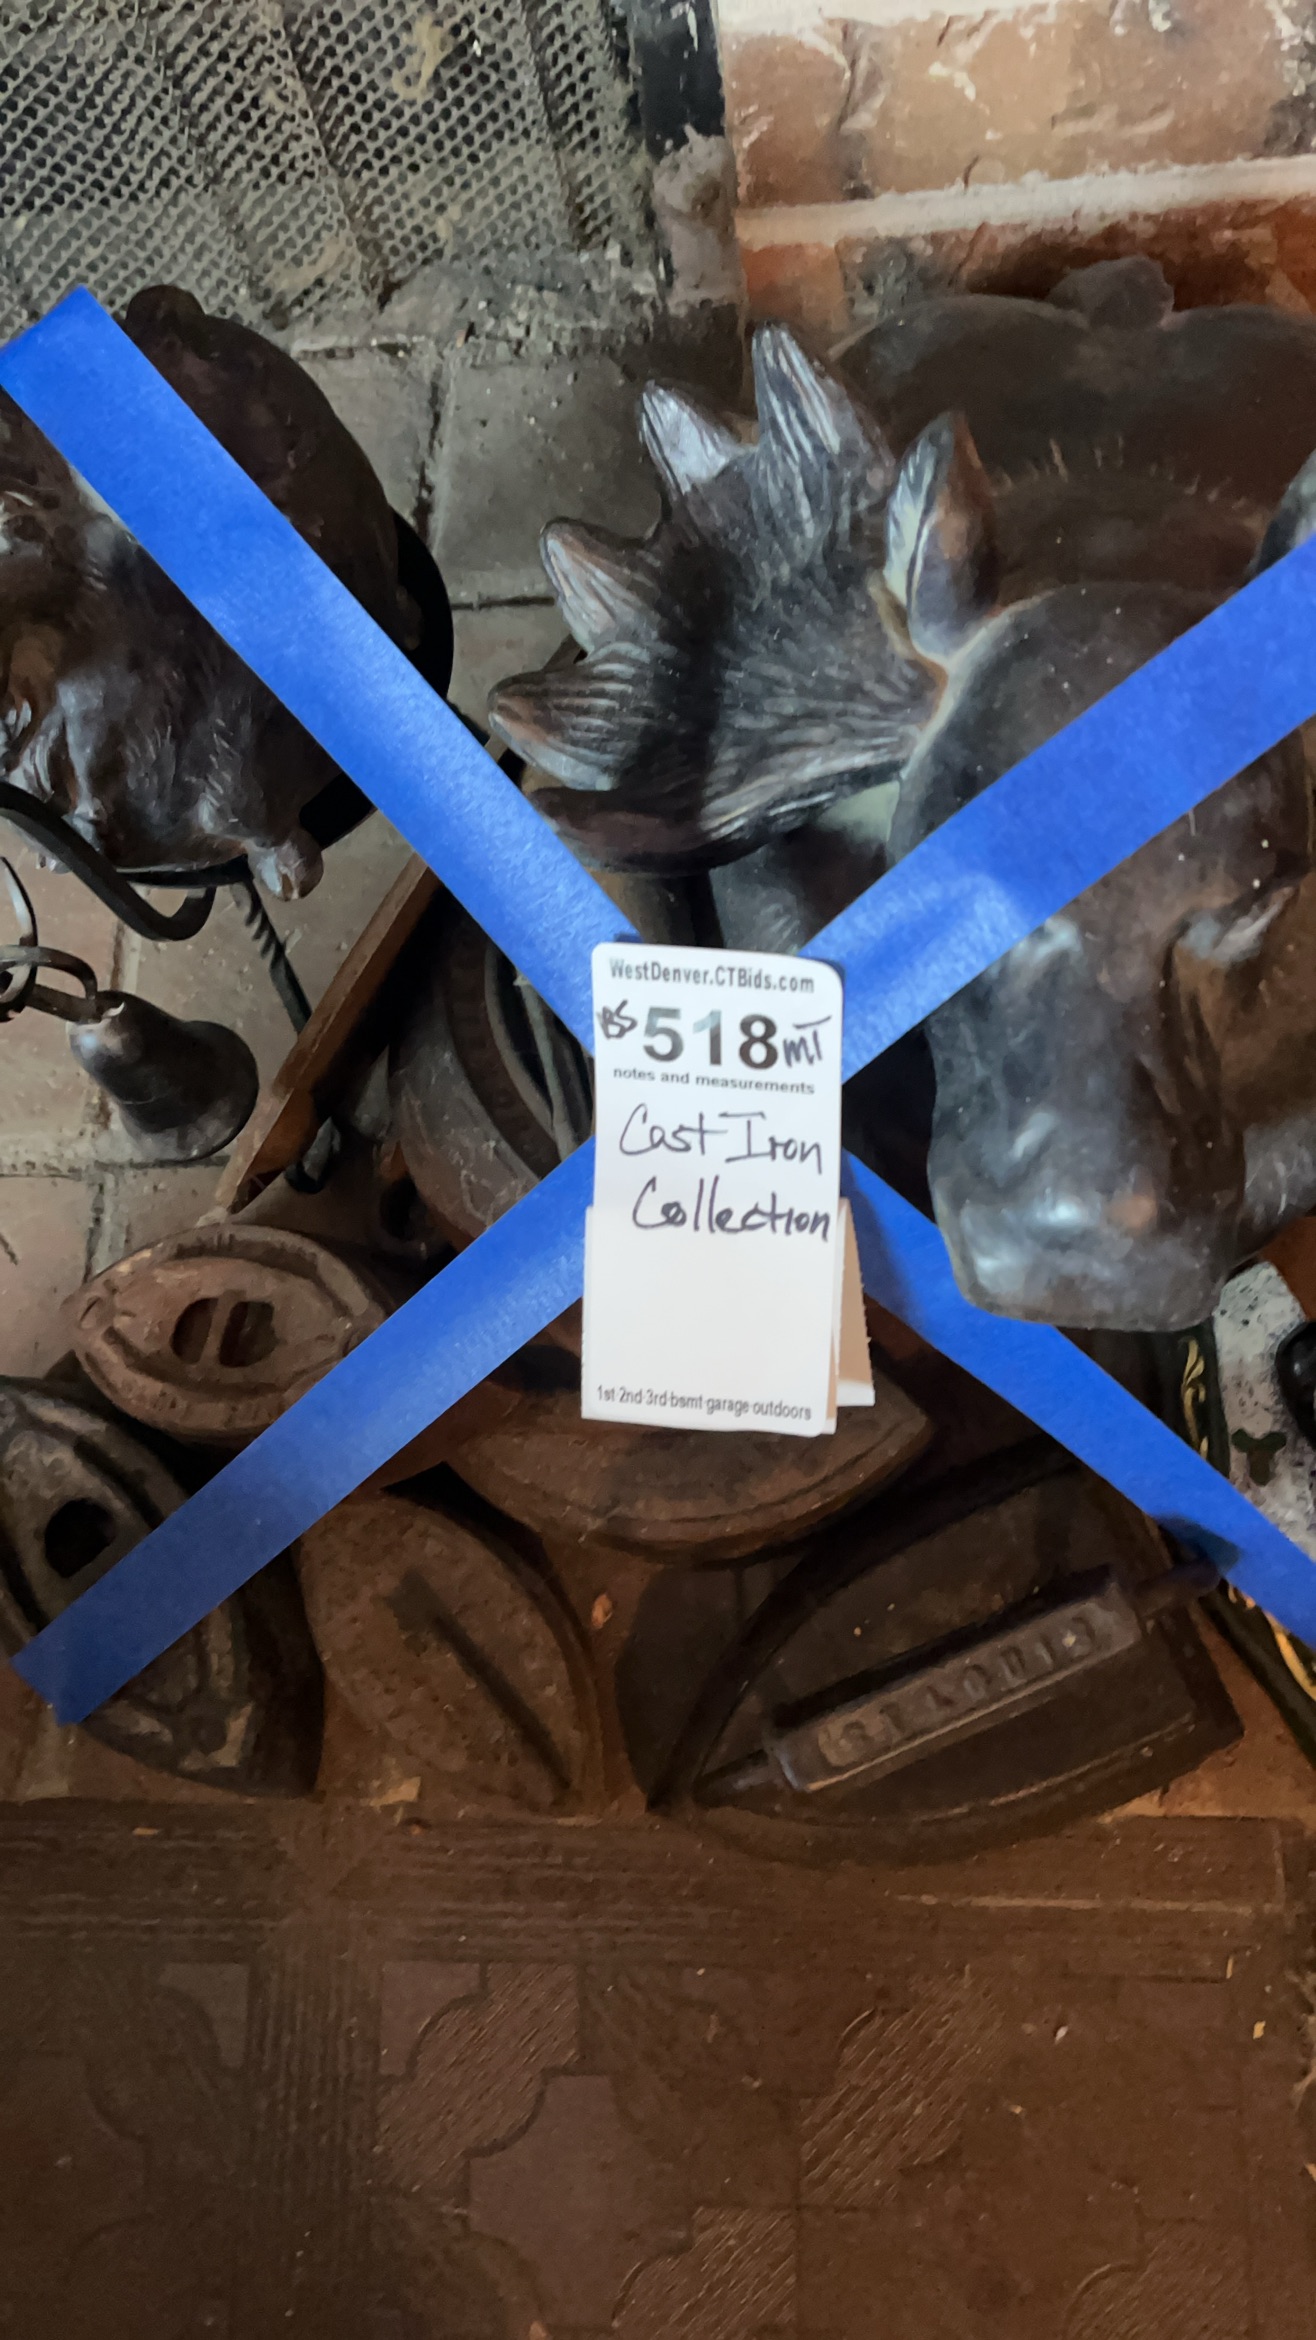 WestDenver.CTBids.com
BS 518 MT
notes and measurements
Cast Iron
Collection
1st·2nd·3rd·bsmt·garage·outdoors